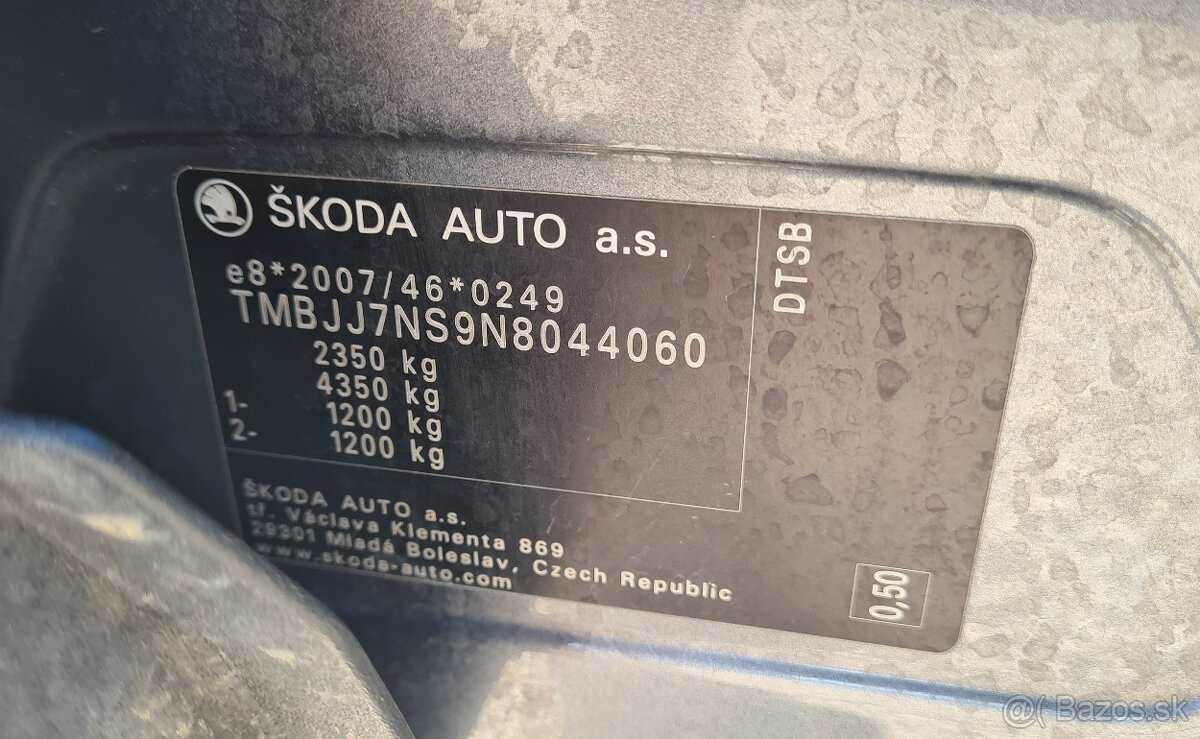 ŠKODA AUTO a.s.
e8*2007/46*0249
TMBJJ7NS9N8044060
2350 kg
4350 kg
1- 1200 kg
2- 1200 kg
DTSB
ŠKODA AUTO a.s.
tř. Václava Klementa 869
29301 Mladá Boleslav, Czech Republic
www.skoda-auto.com
0,50
@( Bazos.sk